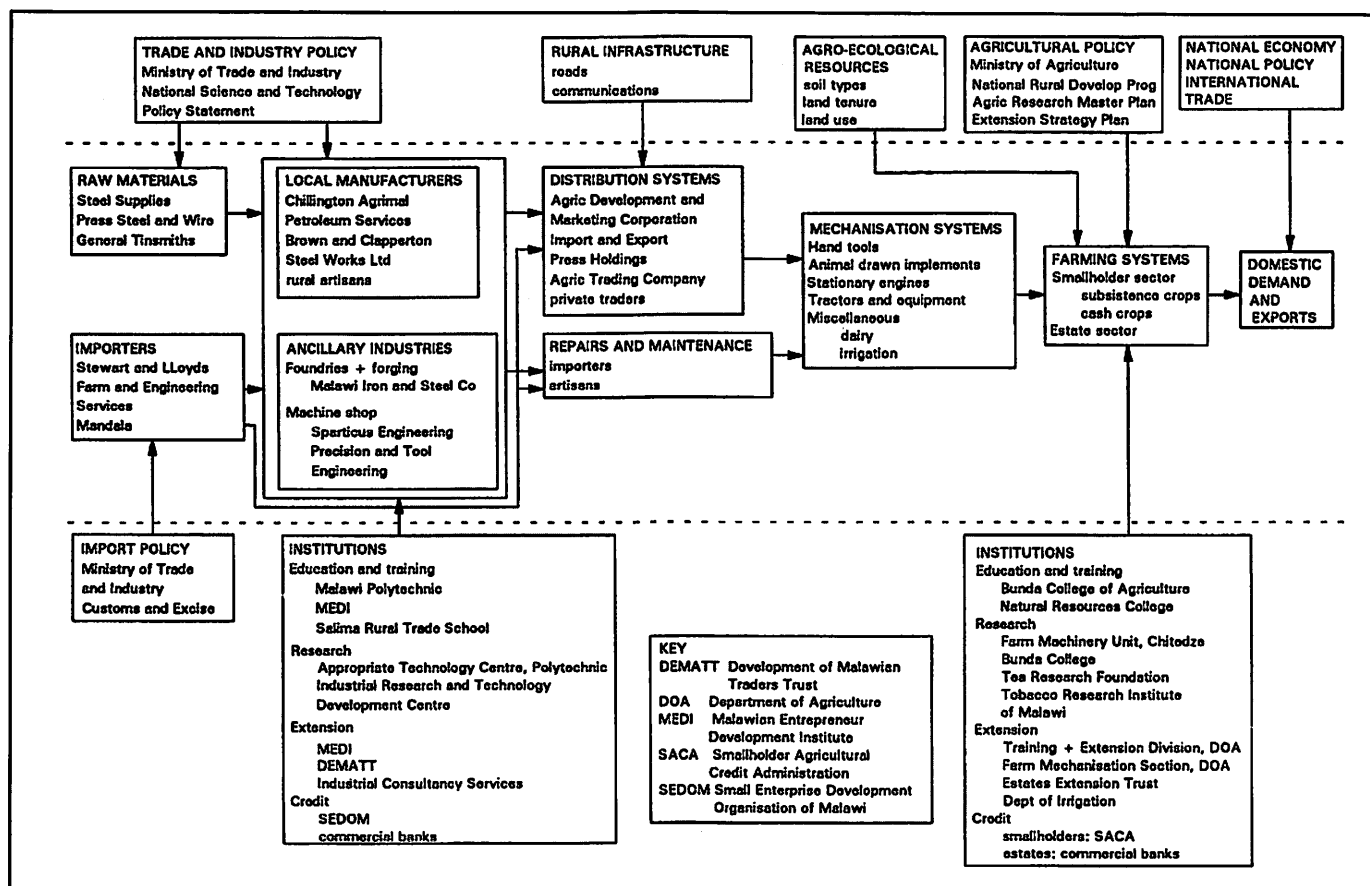 TRADE AND INDUSTRY POLICY
Ministry of Trade and Industry
National Science and Technology
Policy Statement
RURAL INFRASTRUCTURE
roads
communications
AGRO-ECOLOGICAL
RESOURCES
soil types
land tenure
land use
AGRICULTURAL POLICY
Ministry of Agriculture
National Rural Develop Prog
Agric Research Master Plan
Extension Strategy Plan
NATIONAL ECONOMY
NATIONAL POLICY
INTERNATIONAL
TRADE
RAW MATERIALS
Steel Supplies
Press Steel and Wire
General Tinsmiths
LOCAL MANUFACTURERS
Chillington Agrimal
Petroleum Services
Brown and Clapperton
Steel Works Ltd
rural artisans
DISTRIBUTION SYSTEMS
Agric Development and
Marketing Corporation
Import and Export
Press Holdings
Agric Trading Company
private traders
MECHANISATION SYSTEMS
Hand tools
Animal drawn implements
Stationary engines
Tractors and equipment
Miscellaneous
dairy
irrigation
FARMING SYSTEMS
Smallholder sector
subsistence crops
cash crops
Estate sector
DOMESTIC
DEMAND
AND
EXPORTS
IMPORTERS
Stewart and LLoyds
Farm and Engineering
Services
Mandala
ANCILLARY INDUSTRIES
Foundries + forging
Malawi Iron and Steel Co
Machine shop
Sparticus Engineering
Precision and Tool
Engineering
REPAIRS AND MAINTENANCE
importers
artisans
IMPORT POLICY
Ministry of Trade
and Industry
Customs and Excise
INSTITUTIONS
Education and training
Malawi Polytechnic
MEDI
Salima Rural Trade School
Research
Appropriate Technology Centre, Polytechnic
Industrial Research and Technology
Development Centre
Extension
MEDI
DEMATT
Industrial Consultancy Services
Credit
SEDOM
commercial banks
KEY
DEMATT Development of Malawian
Traders Trust
DOA Department of Agriculture
MEDI Malawian Entrepreneur
Development Institute
SACA Smallholder Agricultural
Credit Administration
SEDOM Small Enterprise Development
Organisation of Malawi
INSTITUTIONS
Education and training
Bunda College of Agriculture
Natural Resources College
Research
Farm Machinery Unit, Chitedze
Bunda College
Tea Research Foundation
Tobacco Research Institute
of Malawi
Extension
Training + Extension Division, DOA
Farm Mechanisation Section, DOA
Estates Extension Trust
Dept of Irrigation
Credit
smallholders: SACA
estates: commercial banks